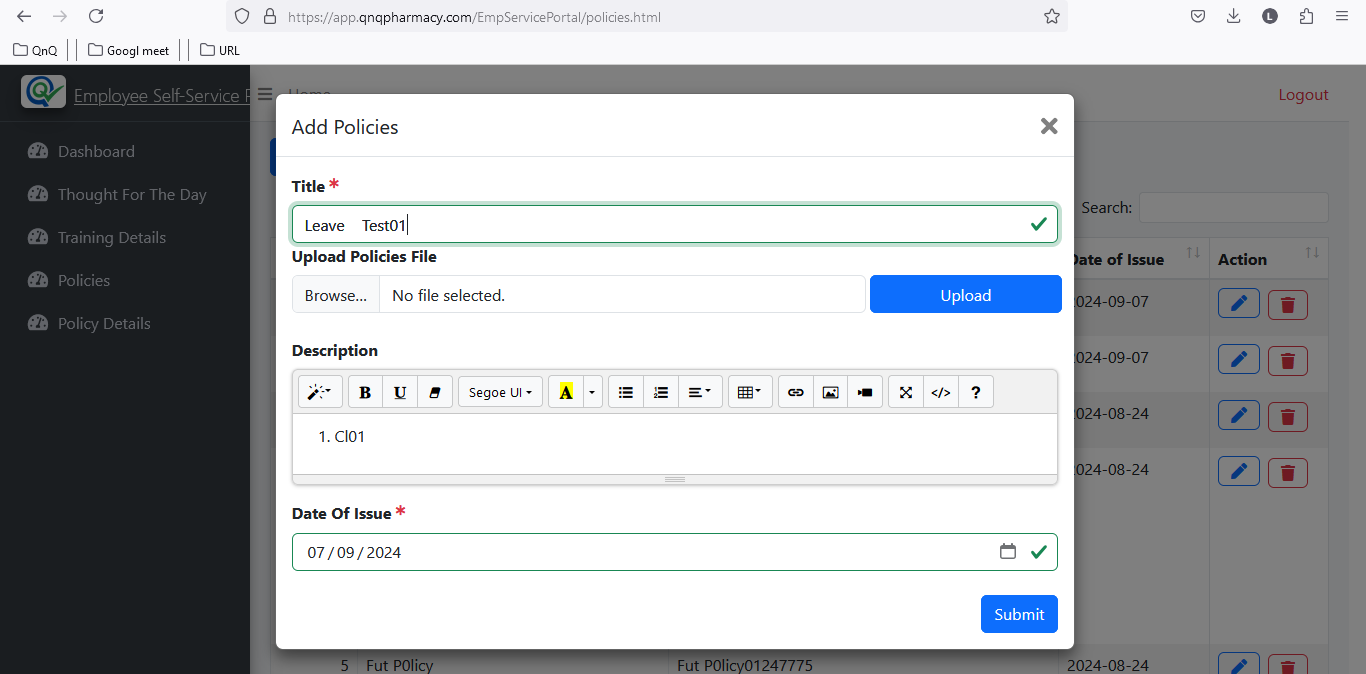 https://app.qnqpharmacy.com/EmpServicePortal/policies.html
L
QnQ
Googl meet
URL
Employee Self-Service P
Home
Logout
Dashboard
Thought For The Day
Training Details
Policies
Policy Details
Add Policies
Title *
Leave    Test01
Upload Policies File
Browse... No file selected.
Upload
Description
B U Segoe UI A </> ?
1. Cl01
Date Of Issue *
07 / 09 / 2024
Submit
Search:
Date of Issue Action
2024-09-07
2024-09-07
2024-08-24
2024-08-24
5 Fut P0licy Fut P0licy01247775 2024-08-24